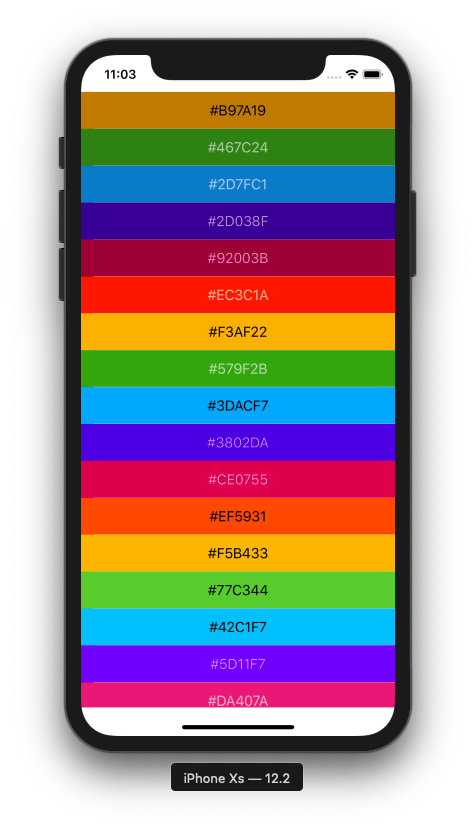 11:03
#B97A19
#467C24
#2D7FC1
#2D038F
#92003B
#EC3C1A
#F3AF22
#579F2B
#3DACF7
#3802DA
#CE0755
#EF5931
#F5B433
#77C344
#42C1F7
#5D11F7
#DA407A
iPhone Xs — 12.2